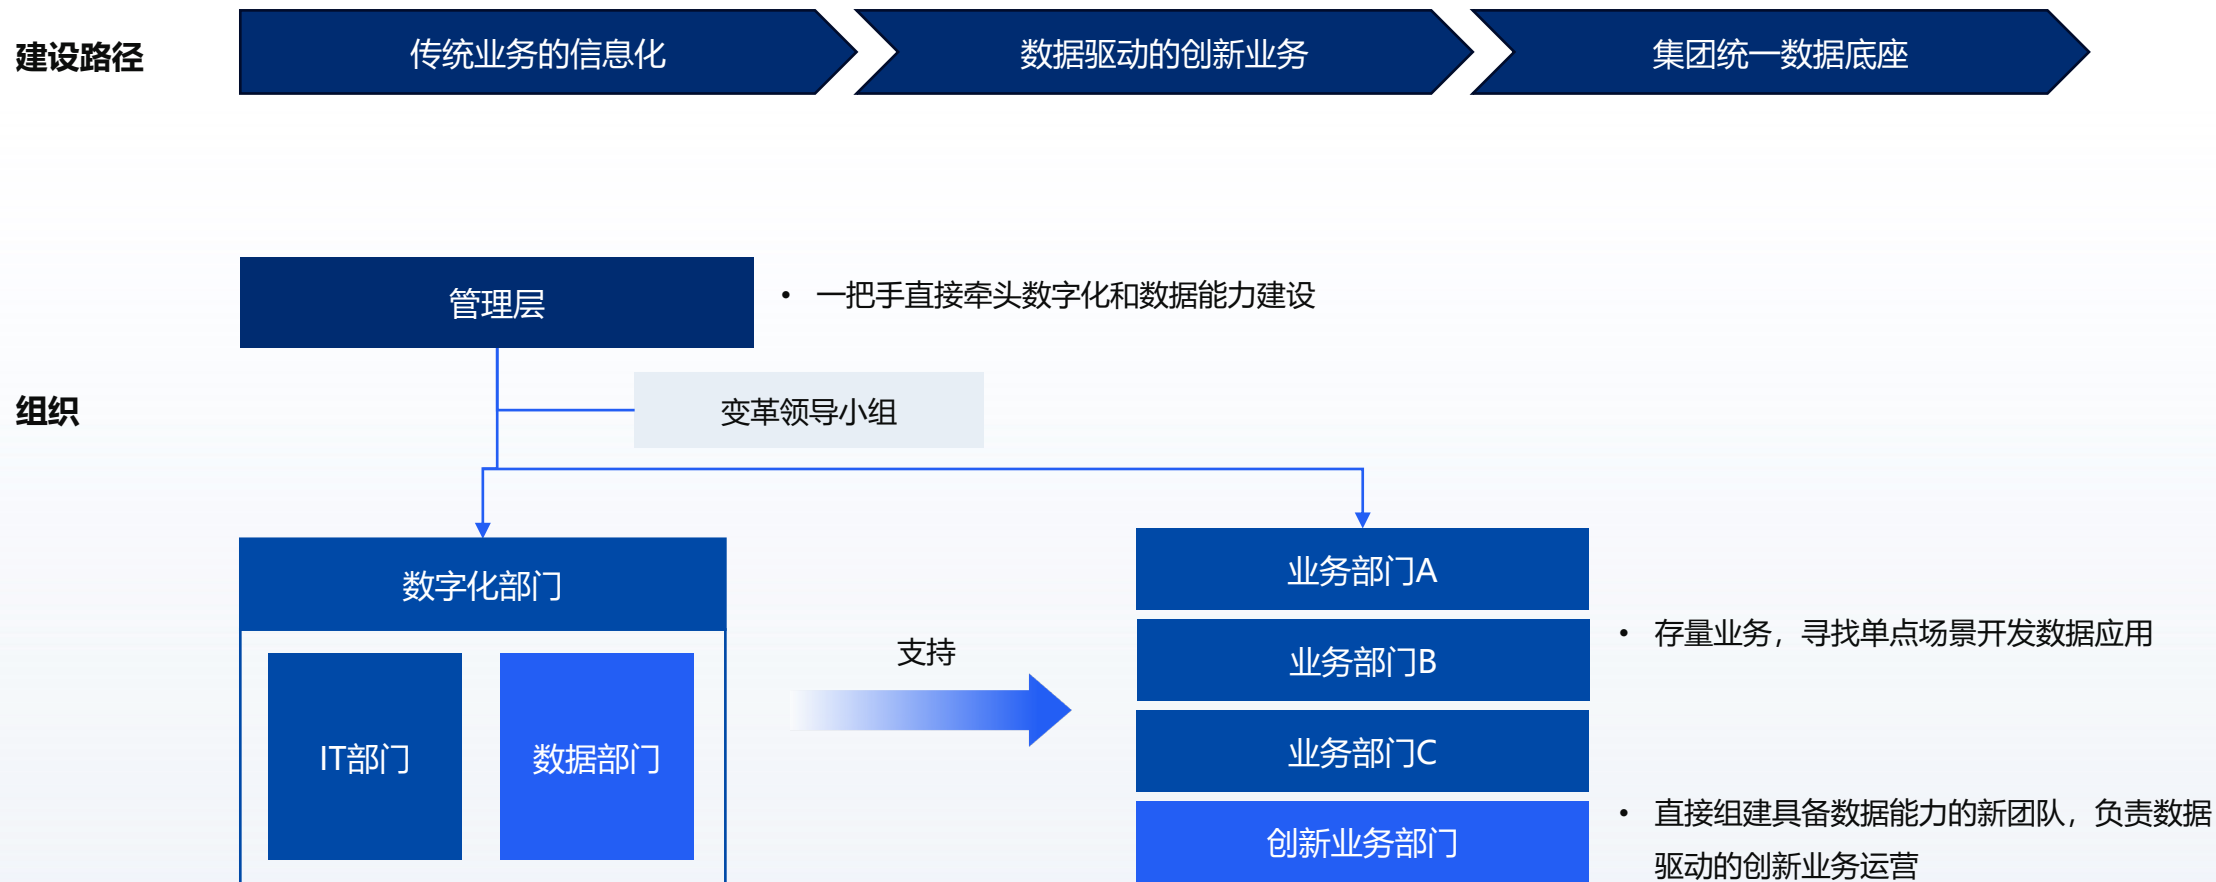 建设路径
传统业务的信息化
数据驱动的创新业务
集团统一数据底座
管理层
• 一把手直接牵头数字化和数据能力建设
组织
变革领导小组
数字化部门
IT部门
数据部门
支持
业务部门A
业务部门B
业务部门C
创新业务部门
• 存量业务，寻找单点场景开发数据应用
• 直接组建具备数据能力的新团队，负责数据
驱动的创新业务运营